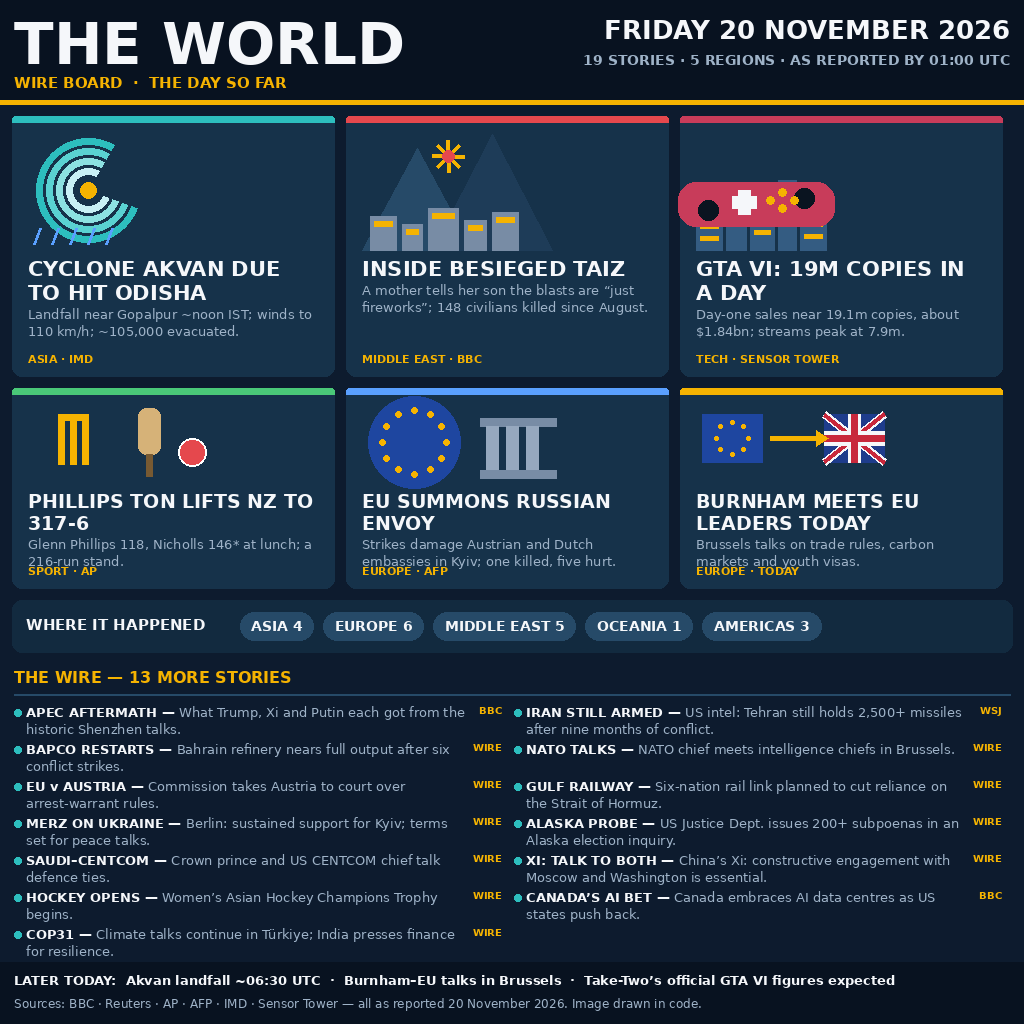 THE WORLD
WIRE BOARD · THE DAY SO FAR
FRIDAY 20 NOVEMBER 2026
19 STORIES · 5 REGIONS · AS REPORTED BY 01:00 UTC
CYCLONE AKVAN DUE
TO HIT ODISHA
Landfall near Gopalpur ~noon IST; winds to
110 km/h; ~105,000 evacuated.
ASIA · IMD
INSIDE BESIEGED TAIZ
A mother tells her son the blasts are “just
fireworks”; 148 civilians killed since August.
MIDDLE EAST · BBC
GTA VI: 19M COPIES IN
A DAY
Day-one sales near 19.1m copies, about
$1.84bn; streams peak at 7.9m.
TECH · SENSOR TOWER
PHILLIPS TON LIFTS NZ TO
317-6
Glenn Phillips 118, Nicholls 146* at lunch; a
216-run stand.
SPORT · AP
EU SUMMONS RUSSIAN
ENVOY
Strikes damage Austrian and Dutch
embassies in Kyiv; one killed, five hurt.
EUROPE · AFP
BURNHAM MEETS EU
LEADERS TODAY
Brussels talks on trade rules, carbon
markets and youth visas.
EUROPE · TODAY
WHERE IT HAPPENED
ASIA 4
EUROPE 6
MIDDLE EAST 5
OCEANIA 1
AMERICAS 3
THE WIRE — 13 MORE STORIES
APEC AFTERMATH — What Trump, Xi and Putin each got from the BBC
historic Shenzhen talks.
BAPCO RESTARTS — Bahrain refinery nears full output after six WIRE
conflict strikes.
EU v AUSTRIA — Commission takes Austria to court over WIRE
arrest-warrant rules.
MERZ ON UKRAINE — Berlin: sustained support for Kyiv; terms WIRE
set for peace talks.
SAUDI–CENTCOM — Crown prince and US CENTCOM chief talk WIRE
defence ties.
HOCKEY OPENS — Women’s Asian Hockey Champions Trophy WIRE
begins.
COP31 — Climate talks continue in Türkiye; India presses finance WIRE
for resilience.
IRAN STILL ARMED — US intel: Tehran still holds 2,500+ missiles WSJ
after nine months of conflict.
NATO TALKS — NATO chief meets intelligence chiefs in Brussels. WIRE
GULF RAILWAY — Six-nation rail link planned to cut reliance on WIRE
the Strait of Hormuz.
ALASKA PROBE — US Justice Dept. issues 200+ subpoenas in an WIRE
Alaska election inquiry.
XI: TALK TO BOTH — China’s Xi: constructive engagement with WIRE
Moscow and Washington is essential.
CANADA’S AI BET — Canada embraces AI data centres as US BBC
states push back.
LATER TODAY: Akvan landfall ~06:30 UTC · Burnham–EU talks in Brussels · Take-Two’s official GTA VI figures expected
Sources: BBC · Reuters · AP · AFP · IMD · Sensor Tower — all as reported 20 November 2026. Image drawn in code.